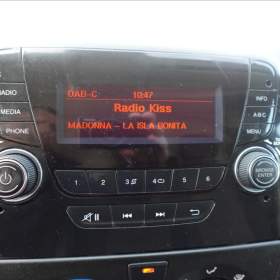 DAB-C 10:47
RADIO Radio Kiss A-B-C
MEDIA MADONNA - LA ISLA BONITA MENU
PHONE
1 2 3 4 5 6
BROWSE
ENTER